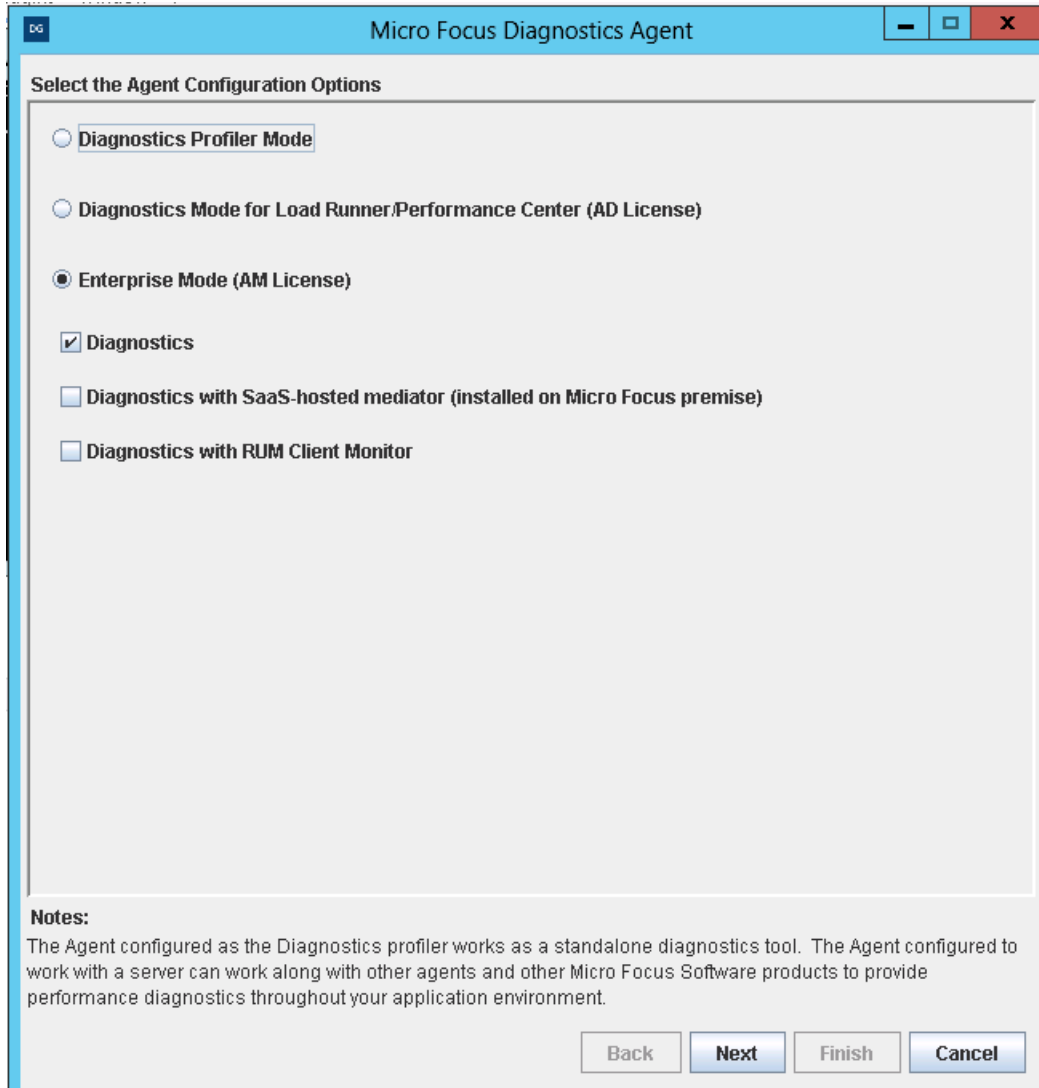 DG
Micro Focus Diagnostics Agent
Select the Agent Configuration Options
Diagnostics Profiler Mode
Diagnostics Mode for Load Runner/Performance Center (AD License)
Enterprise Mode (AM License)
Diagnostics
Diagnostics with SaaS-hosted mediator (installed on Micro Focus premise)
Diagnostics with RUM Client Monitor
Notes:
The Agent configured as the Diagnostics profiler works as a standalone diagnostics tool. The Agent configured to
work with a server can work along with other agents and other Micro Focus Software products to provide
performance diagnostics throughout your application environment.
Back Next Finish Cancel